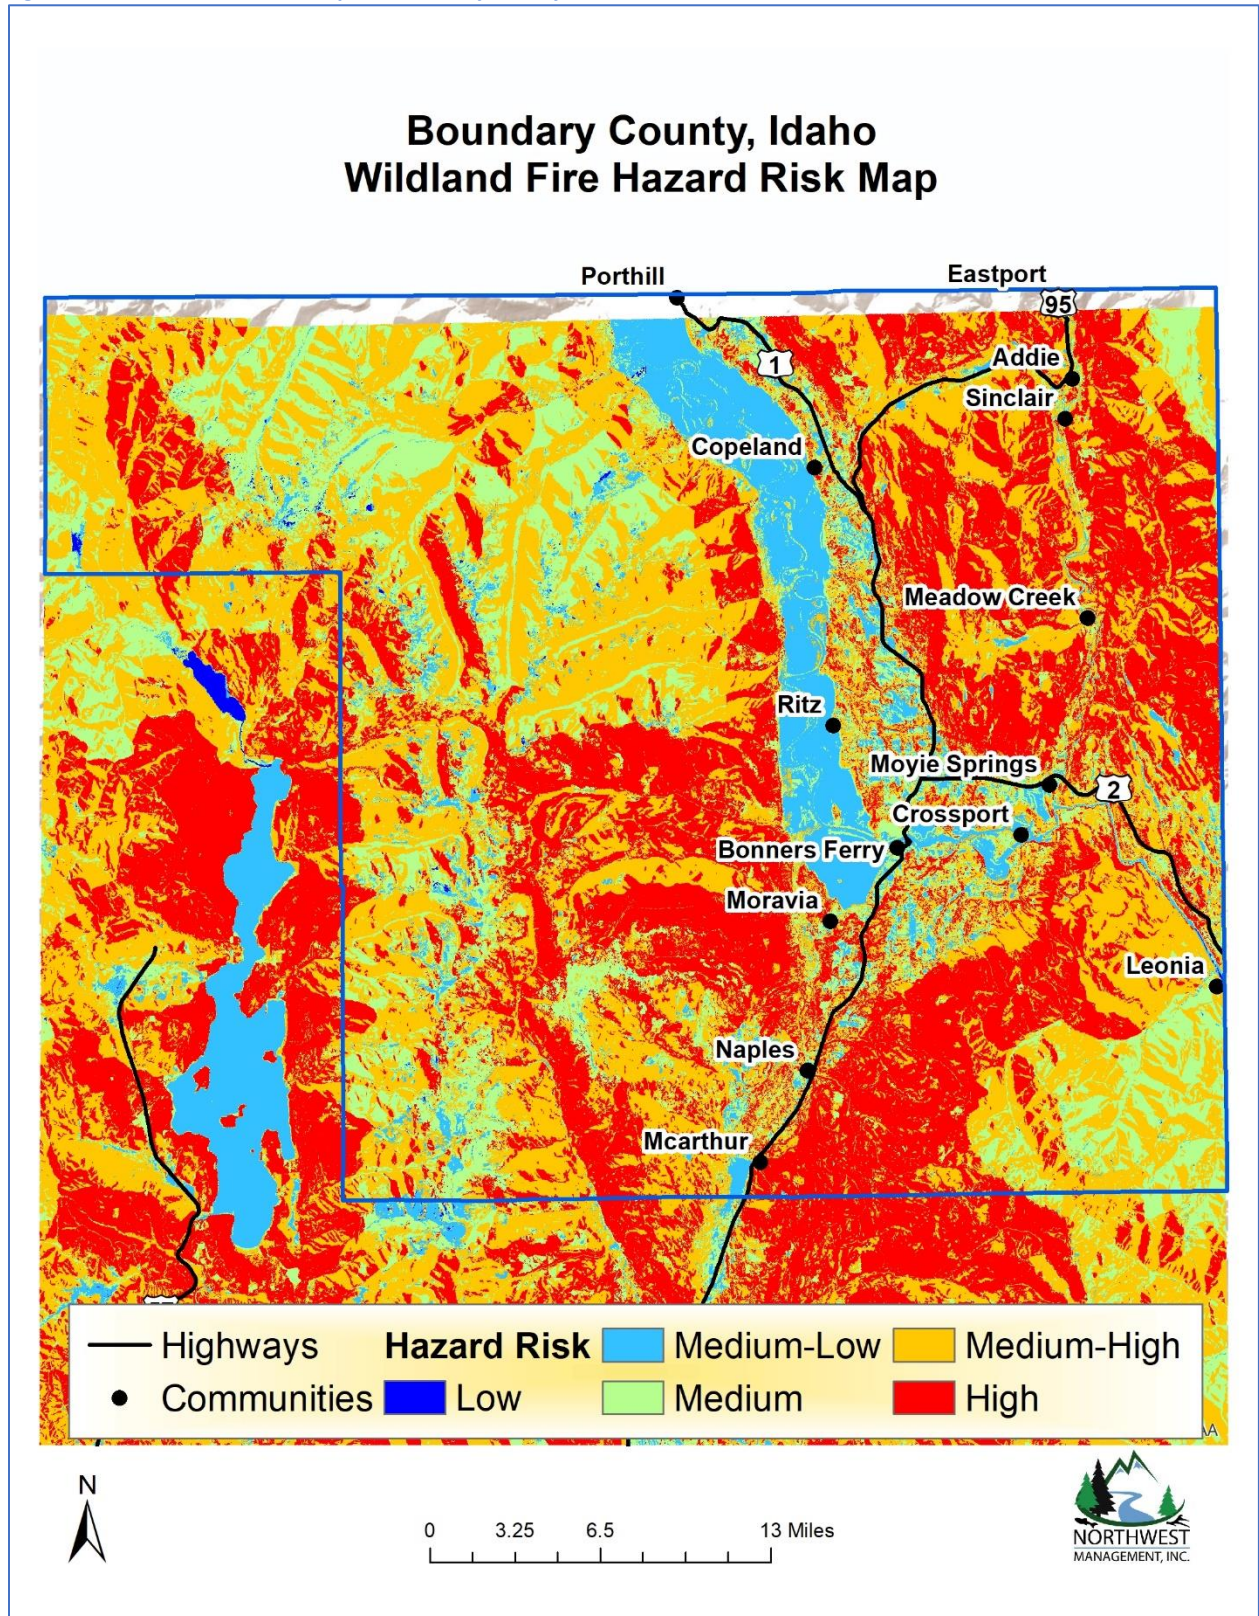 Boundary County, Idaho
Wildland Fire Hazard Risk Map
Porthill
Eastport
95
1
Addie
Sinclair
Copeland
Meadow Creek
Ritz
Moyie Springs
2
Crossport
Bonners Ferry
Moravia
Leonia
Naples
Mcarthur
Highways
Hazard Risk
Medium-Low
Medium-High
Communities
Low
Medium
High
N
0 3.25 6.5 13 Miles
NORTHWEST
MANAGEMENT, INC.